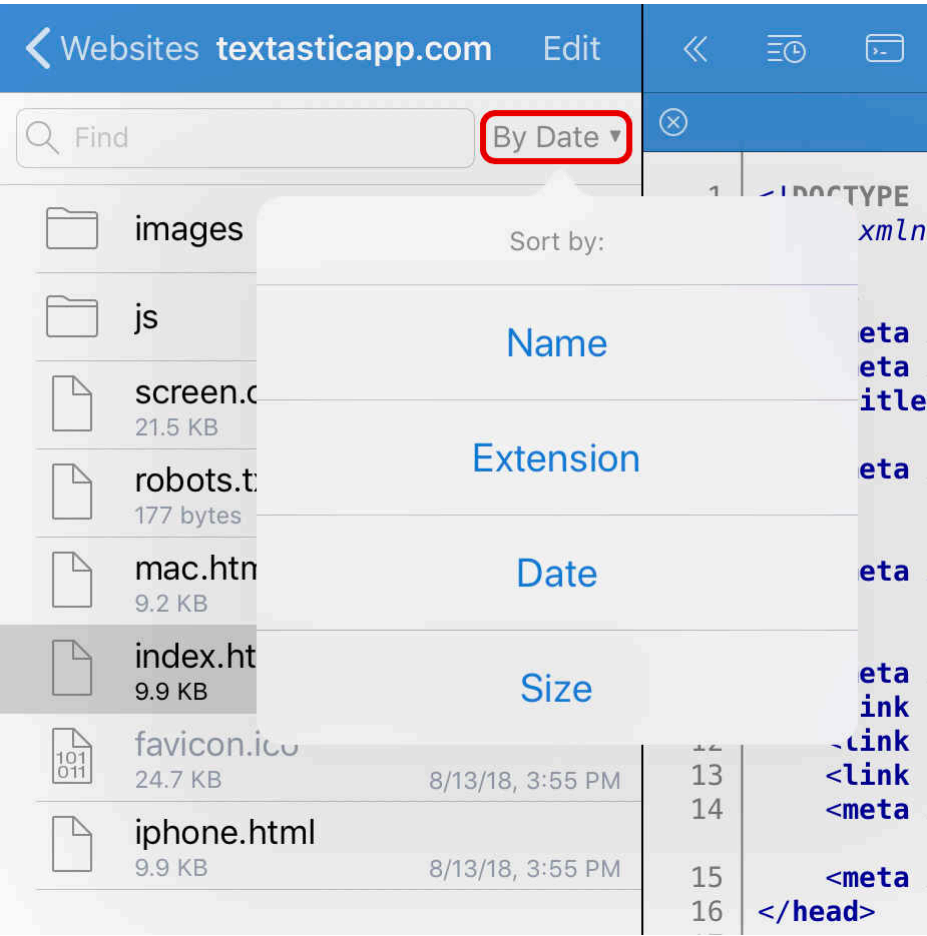 Websites textasticapp.com Edit
Find
By Date ▼
Sort by:
Name
Extension
Date
Size
images
js
screen.c
21.5 KB
robots.t
177 bytes
mac.htm
9.2 KB
index.ht
9.9 KB
favicon.ico
24.7 KB 8/13/18, 3:55 PM
iphone.html
9.9 KB 8/13/18, 3:55 PM
1 <!DOCTYPE
xmln
eta
eta
itle
eta
eta
eta
ink
12 <link
13 <link
14 <meta
15 <meta
16 </head>